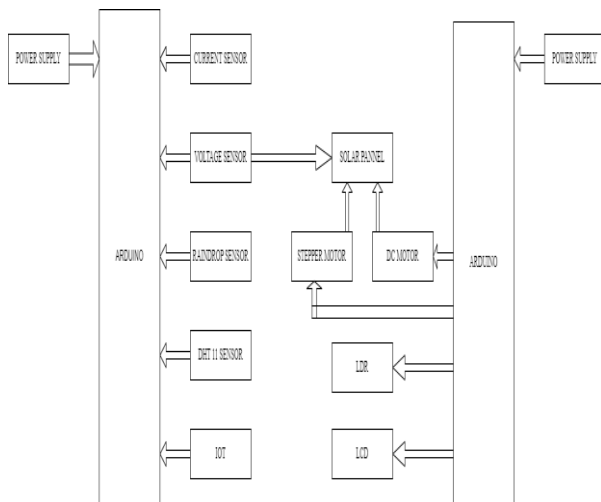 POWER SUPPLY
CURRENT SENSOR
POWER SUPPLY
VOLTAGE SENSOR
SOLAR PANNEL
ARDUINO
RAINDROP SENSOR
STEPPER MOTOR
DC MOTOR
ARDUINO
DHT 11 SENSOR
LDR
IOT
LCD